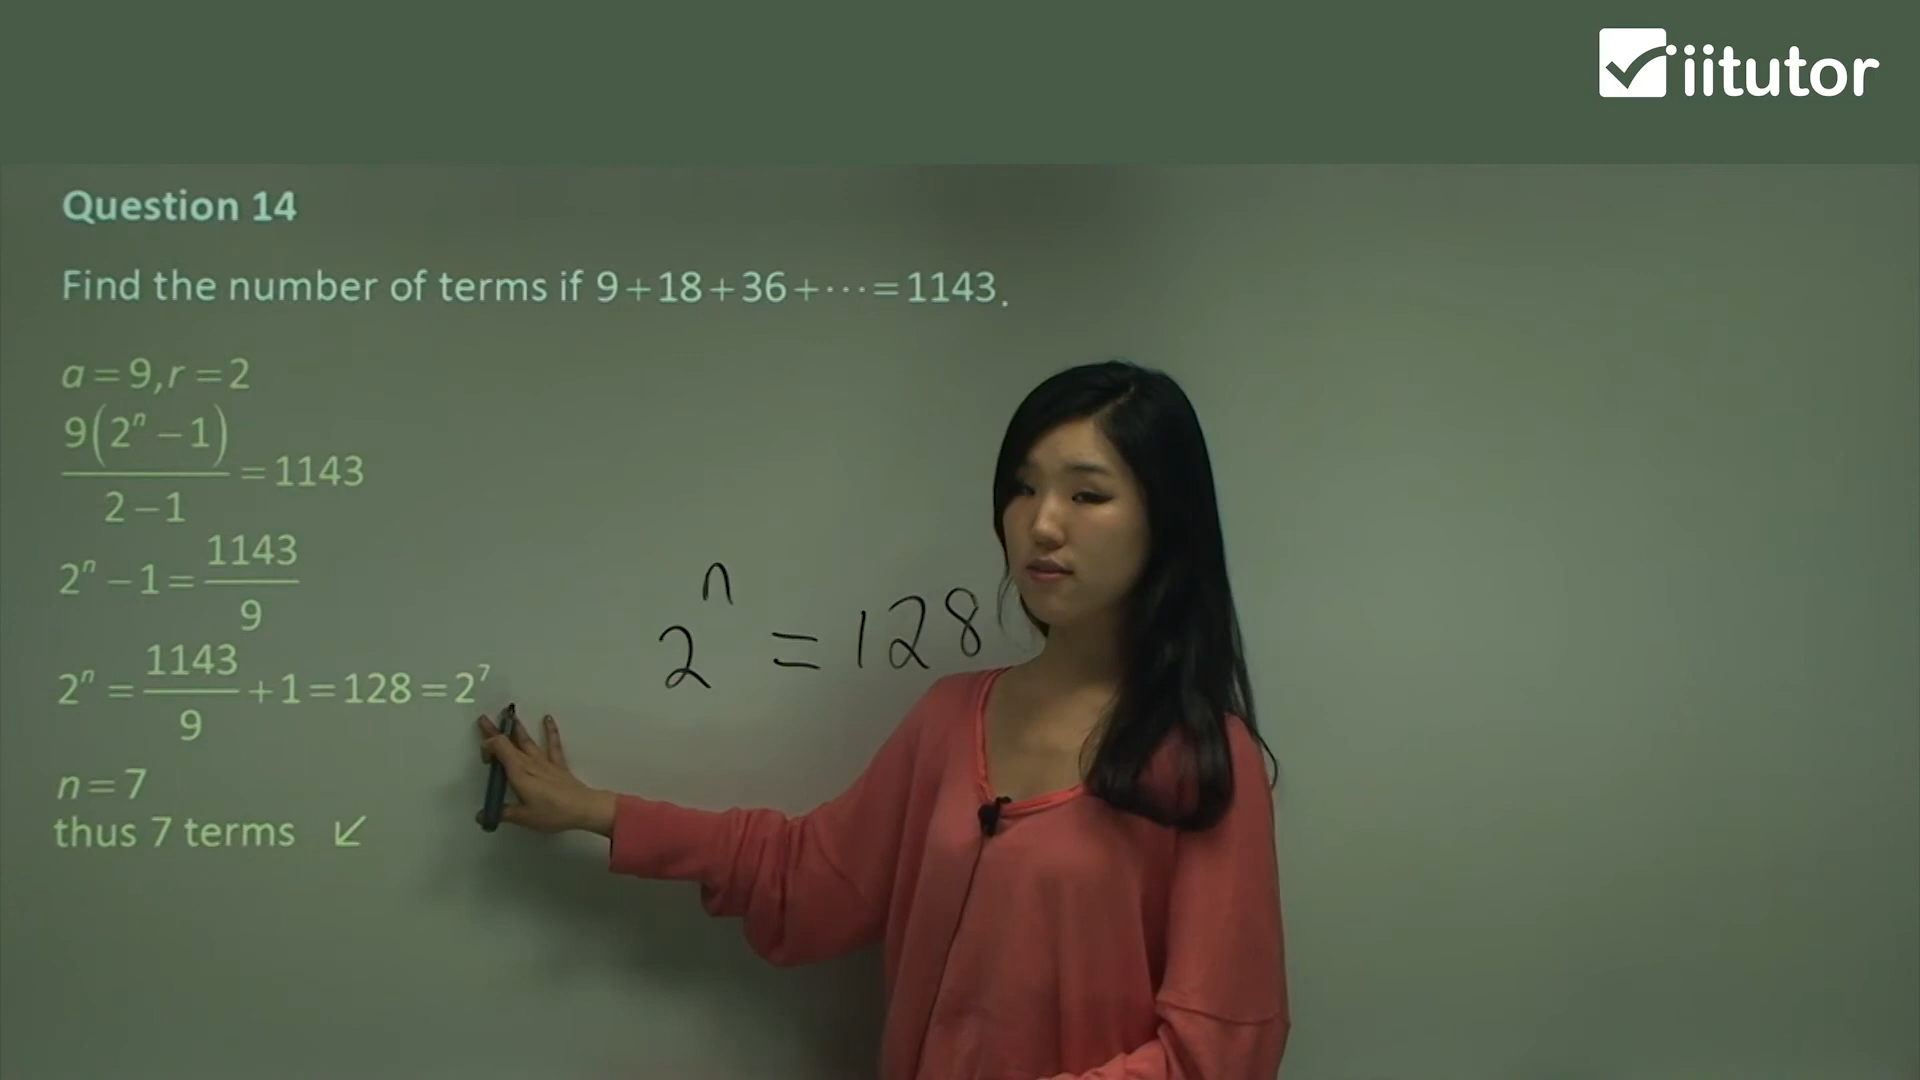 iitutor
Question 14
Find the number of terms if 9+18+36+⋯=1143.
a=9,r=2
9(2ⁿ−1)
2−1
=1143
2ⁿ−1=1143/9
2ⁿ=1143/9+1=128=2⁷
2ⁿ=128
n=7
thus 7 terms ↙